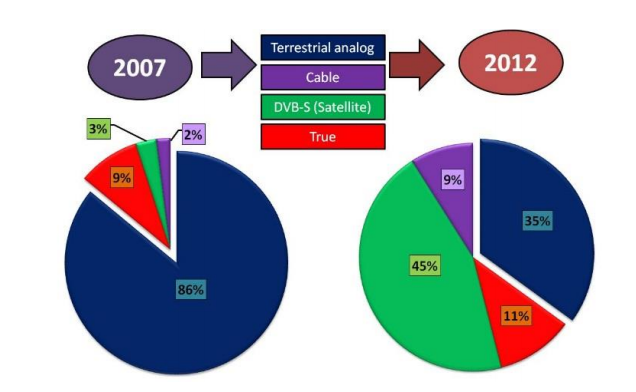 2007
Terrestrial analog
Cable
DVB-S (Satellite)
True
2012
3%
2%
9%
86%
9%
35%
45%
11%